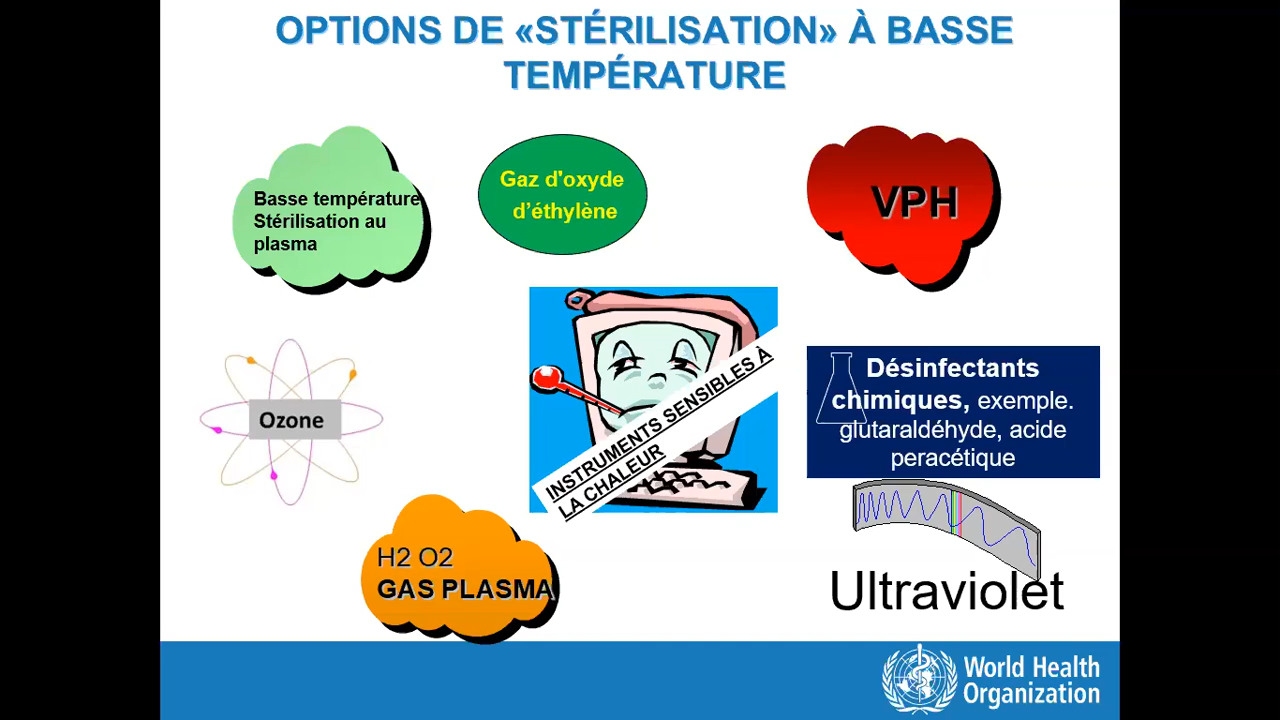 OPTIONS DE «STÉRILISATION» À BASSE
TEMPÉRATURE
Basse température
Stérilisation au
plasma
Gaz d'oxyde
d’éthylène
VPH
INSTRUMENTS SENSIBLES À
LA CHALEUR
Ozone
Désinfectants
chimiques, exemple.
glutaraldéhyde, acide
peracétique
H2 O2
GAS PLASMA
Ultraviolet
World Health
Organization